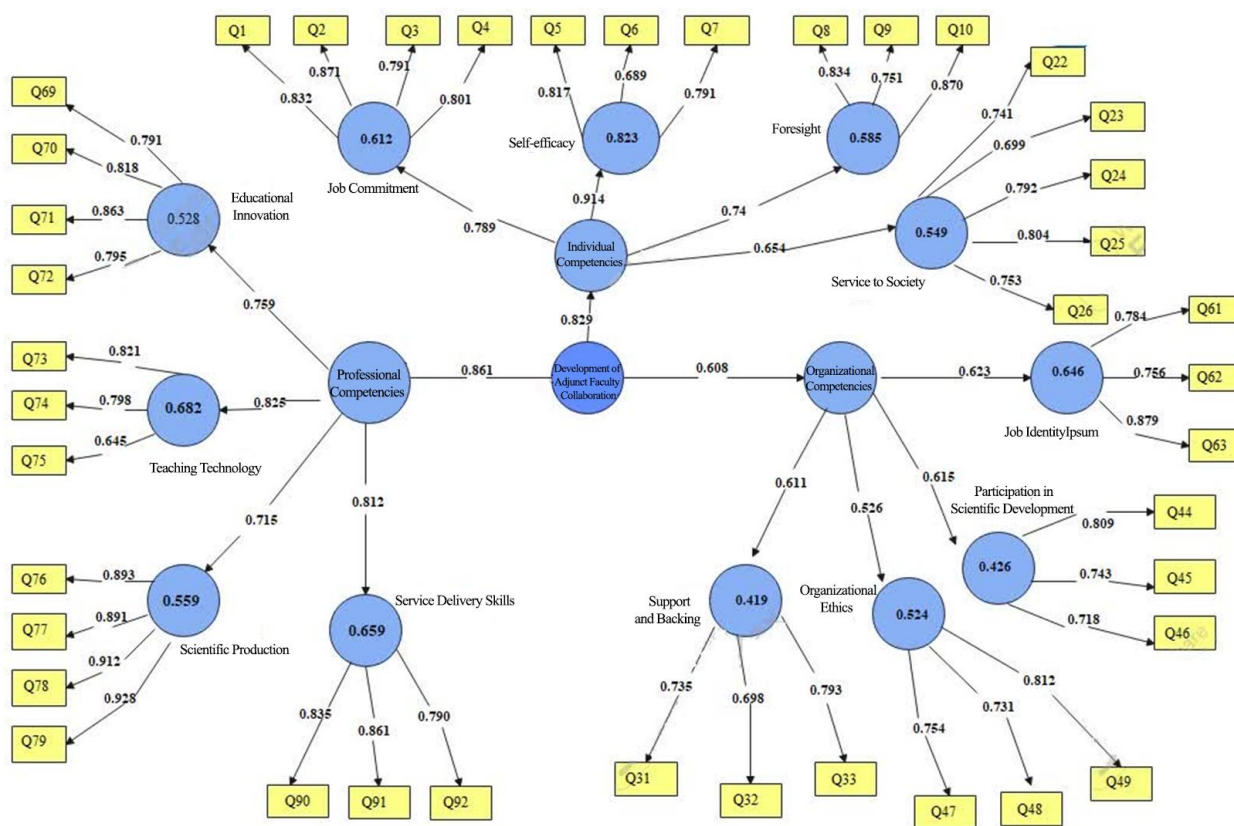 Q1
Q2
Q3
Q4
Q5
Q6
Q7
Q8
Q9
Q10
0.832
0.871
0.791
0.801
0.817
0.689
0.791
0.834
0.751
0.870
0.612
Job Commitment
0.823
Self-efficacy
0.585
Foresight
Q22
Q23
Q24
Q25
Q26
0.741
0.699
0.792
0.804
0.753
0.549
Service to Society
Q69
Q70
Q71
Q72
0.791
0.818
0.863
0.795
0.528
Educational
Innovation
0.789
0.914
0.74
0.654
Individual
Competencies
0.829
0.759
Q73
Q74
Q75
0.821
0.798
0.645
0.682
Teaching Technology
0.825
Professional
Competencies
0.861
Development of
Adjunct Faculty
Collaboration
0.608
Organizational
Competencies
0.623
0.646
Job IdentityIpsum
Q61
Q62
Q63
0.784
0.756
0.879
0.715
0.812
0.611
0.526
0.615
Participation in
Scientific Development
0.426
Q44
Q45
Q46
0.809
0.743
0.718
Q76
Q77
Q78
Q79
0.893
0.891
0.912
0.928
0.559
Scientific Production
Service Delivery Skills
0.659
0.835
0.861
0.790
Q90
Q91
Q92
Support
and Backing
0.419
0.735
0.698
0.793
Q31
Q32
Q33
Organizational
Ethics
0.524
0.754
0.731
0.812
Q47
Q48
Q49